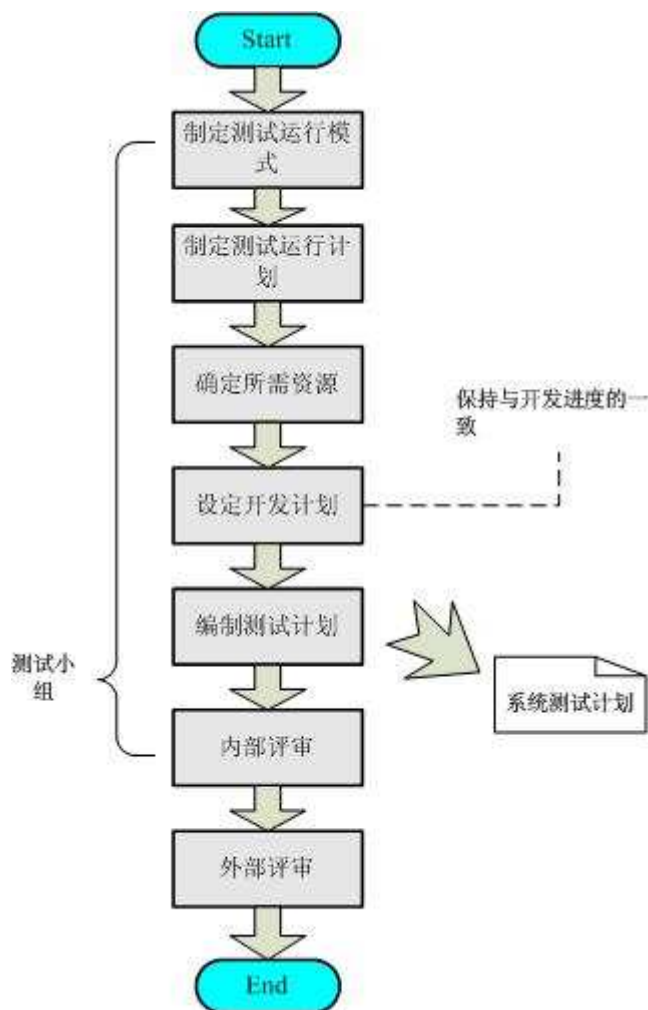 Start
制定测试运行模
式
制定测试运行计
划
确定所需资源
保持与开发进度的一
致
设定开发计划
编制测试计划
测试小
组
系统测试计划
内部评审
外部评审
End